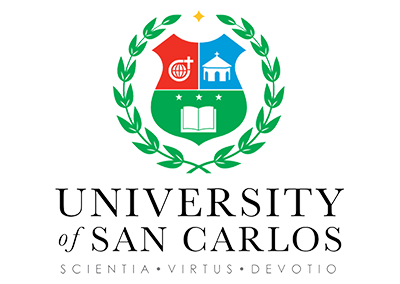 UNIVERSITY
of SAN CARLOS
SCIENTIA • VIRTUS • DEVOTIO